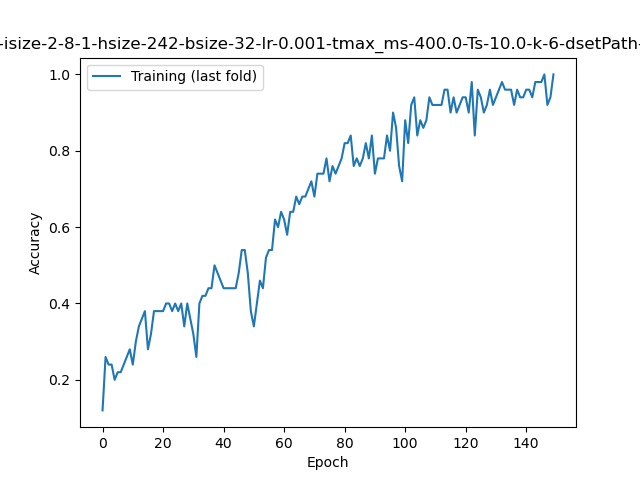 -isize-2-8-1-hsize-242-bsize-32-lr-0.001-tmax_ms-400.0-Ts-10.0-k-6-dsetPath-
Training (last fold)
1.0
0.8
0.6
0.4
0.2
Accuracy
0 20 40 60 80 100 120 140
Epoch